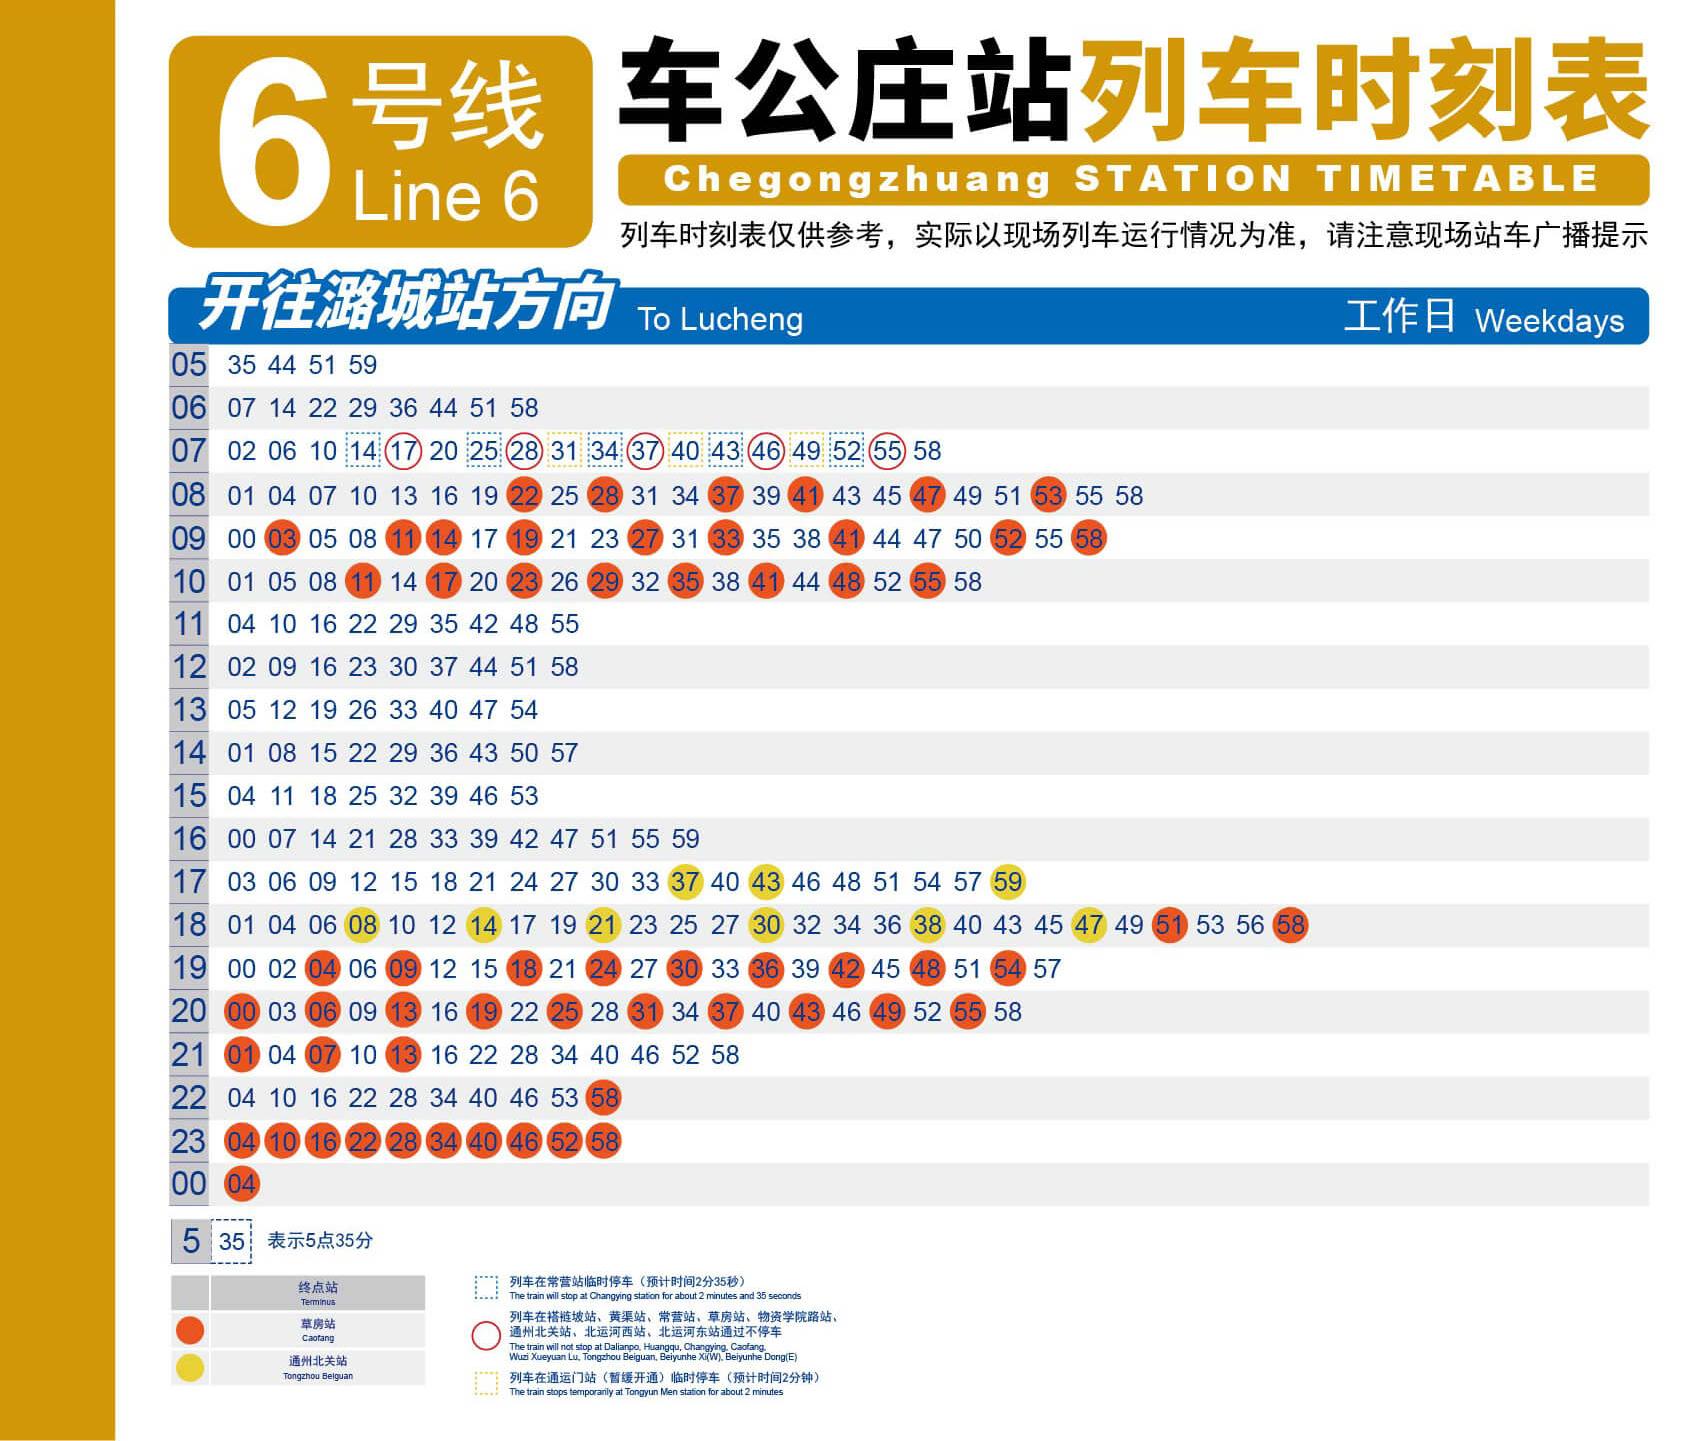 6号线
Line 6
车公庄站列车时刻表
Chegongzhuang STATION TIMETABLE
列车时刻表仅供参考，实际以现场列车运行情况为准，请注意现场站车广播提示
开往潞城站方向 To Lucheng 工作日 Weekdays
05 35 44 51 59
06 07 14 22 29 36 44 51 58
07 02 06 10 14 17 20 25 28 31 34 37 40 43 46 49 52 55 58
08 01 04 07 10 13 16 19 22 25 28 31 34 37 39 41 43 45 47 49 51 53 55 58
09 00 03 05 08 11 14 17 19 21 23 27 31 33 35 38 41 44 47 50 52 55 58
10 01 05 08 11 14 17 20 23 26 29 32 35 38 41 44 48 52 55 58
11 04 10 16 22 29 35 42 48 55
12 02 09 16 23 30 37 44 51 58
13 05 12 19 26 33 40 47 54
14 01 08 15 22 29 36 43 50 57
15 04 11 18 25 32 39 46 53
16 00 07 14 21 28 33 39 42 47 51 55 59
17 03 06 09 12 15 18 21 24 27 30 33 37 40 43 46 48 51 54 57 59
18 01 04 06 08 10 12 14 17 19 21 23 25 27 30 32 34 36 38 40 43 45 47 49 51 53 56 58
19 00 02 04 06 09 12 15 18 21 24 27 30 33 36 39 42 45 48 51 54 57
20 00 03 06 09 13 16 19 22 25 28 31 34 37 40 43 46 49 52 55 58
21 01 04 07 10 13 16 22 28 34 40 46 52 58
22 04 10 16 22 28 34 40 46 53 58
23 04 10 16 22 28 34 40 46 52 58
00 04
5 35 表示5点35分
终点站
Terminus
草房站
Caofang
通州北关站
Tongzhou Beiguan
列车在常营站临时停车（预计时间2分35秒）
The train will stop at Changying station for about 2 minutes and 35 seconds
列车在褡裢坡站、黄渠站、常营站、草房站、物资学院路站、
通州北关站、北运河西站、北运河东站通过不停车
The train will not stop at Dalianpo, Huangqu, Changying, Caofang,
Wuzi Xueyuan Lu, Tongzhou Beiguan, Beiyunhe Xi(W), Beiyunhe Dong(E)
列车在通运门站（暂缓开通）临时停车（预计时间2分钟）
The train stops temporarily at Tongyun Men station for about 2 minutes